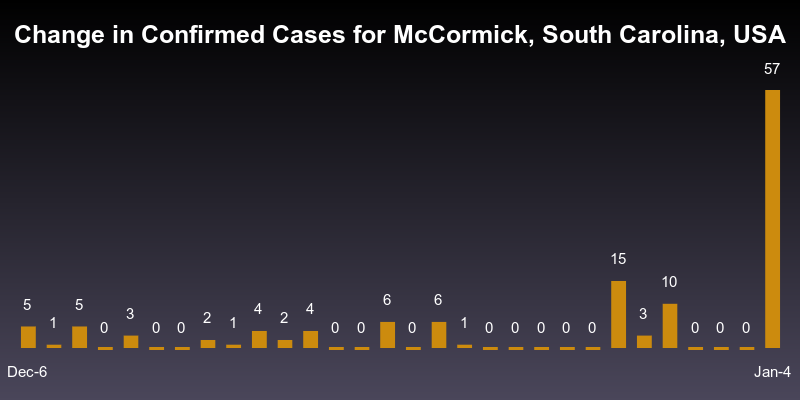 Change in Confirmed Cases for McCormick, South Carolina, USA
57
15
10
6 6
5 5
4 4
3 3
2 2
1 1 1
0 0 0 0 0 0 0 0 0 0 0 0 0
Dec-6 Jan-4